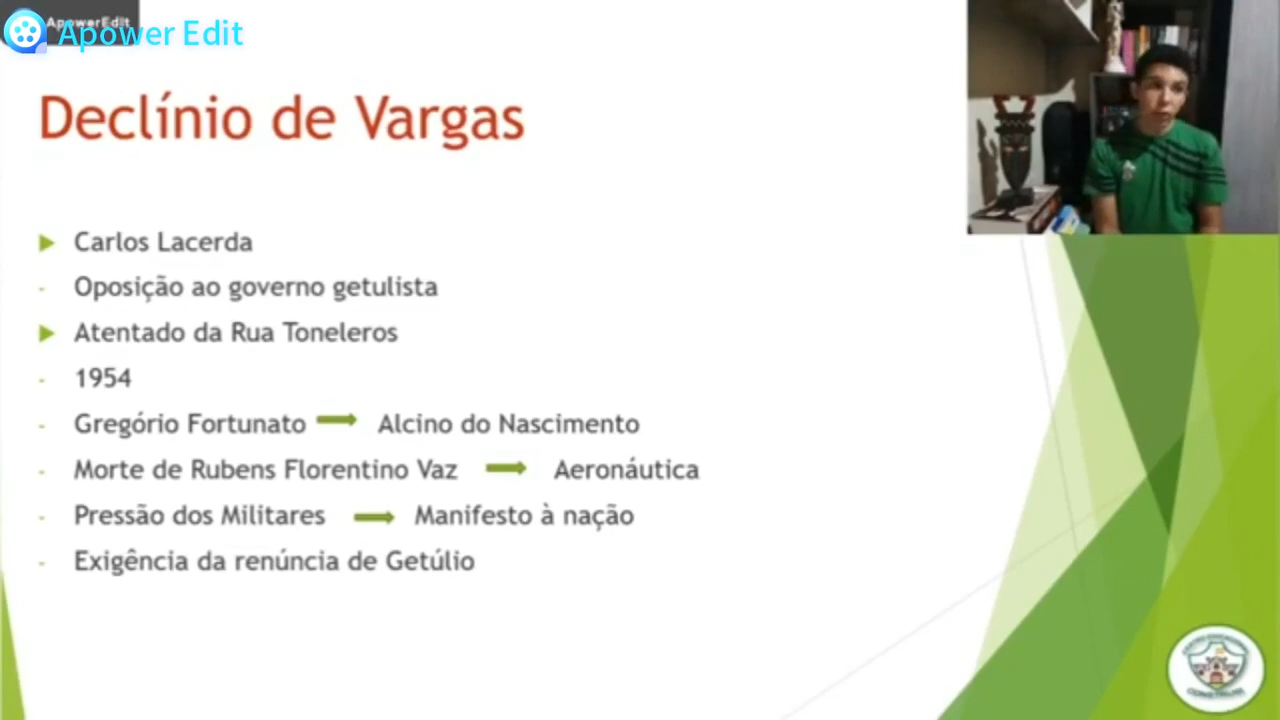 ApowerEdit
Apower Edit
Declínio de Vargas
Carlos Lacerda
- Oposição ao governo getulista
Atentado da Rua Toneleros
- 1954
- Gregório Fortunato Alcino do Nascimento
- Morte de Rubens Florentino Vaz Aeronáutica
- Pressão dos Militares Manifesto à nação
- Exigência da renúncia de Getúlio